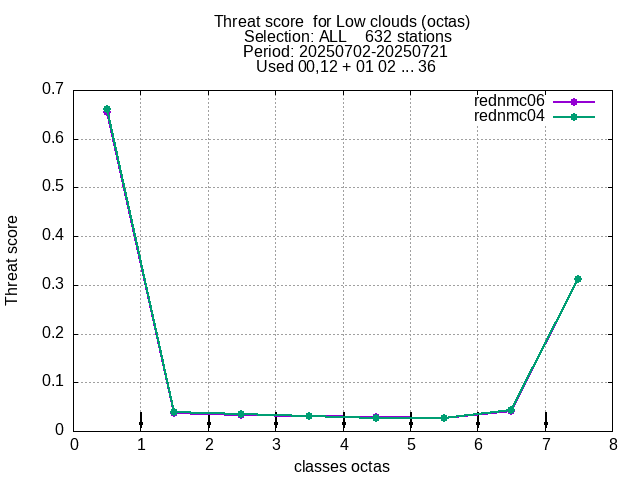 Threat score  for Low clouds (octas)
Selection: ALL    632 stations
Period: 20250702-20250721
Used 00,12 + 01 02 ... 36
rednmc06
rednmc04
Threat score
0.7
0.6
0.5
0.4
0.3
0.2
0.1
0
0 1 2 3 4 5 6 7 8
classes octas